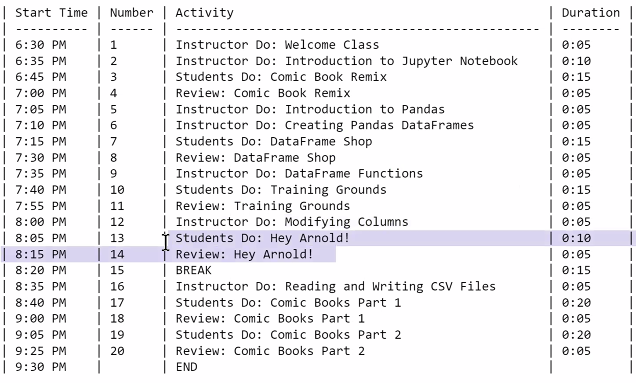 | Start Time | Number | Activity | Duration |
| ---------- | ------ | ------------------------------------------------ | ---------- |
| 6:30 PM | 1 | Instructor Do: Welcome Class | 0:05 |
| 6:35 PM | 2 | Instructor Do: Introduction to Jupyter Notebook | 0:10 |
| 6:45 PM | 3 | Students Do: Comic Book Remix | 0:15 |
| 7:00 PM | 4 | Review: Comic Book Remix | 0:05 |
| 7:05 PM | 5 | Instructor Do: Introduction to Pandas | 0:05 |
| 7:10 PM | 6 | Instructor Do: Creating Pandas DataFrames | 0:05 |
| 7:15 PM | 7 | Students Do: DataFrame Shop | 0:15 |
| 7:30 PM | 8 | Review: DataFrame Shop | 0:05 |
| 7:35 PM | 9 | Instructor Do: DataFrame Functions | 0:05 |
| 7:40 PM | 10 | Students Do: Training Grounds | 0:15 |
| 7:55 PM | 11 | Review: Training Grounds | 0:05 |
| 8:00 PM | 12 | Instructor Do: Modifying Columns | 0:05 |
| 8:05 PM | 13 | Students Do: Hey Arnold! | 0:10 |
| 8:15 PM | 14 | Review: Hey Arnold! | 0:05 |
| 8:20 PM | 15 | BREAK | 0:15 |
| 8:35 PM | 16 | Instructor Do: Reading and Writing CSV Files | 0:05 |
| 8:40 PM | 17 | Students Do: Comic Books Part 1 | 0:20 |
| 9:00 PM | 18 | Review: Comic Books Part 1 | 0:05 |
| 9:05 PM | 19 | Students Do: Comic Books Part 2 | 0:20 |
| 9:25 PM | 20 | Review: Comic Books Part 2 | 0:05 |
| 9:30 PM | | END | |